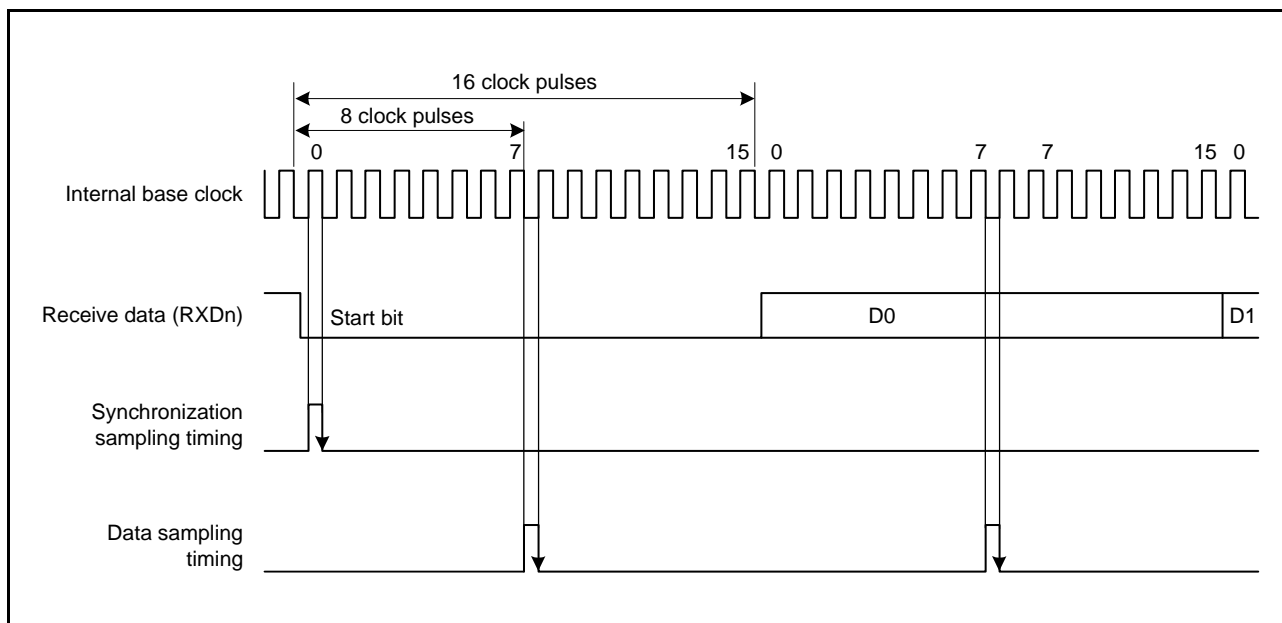 16 clock pulses
8 clock pulses
0 7 15 0 7 7 15 0
Internal base clock
Receive data (RXDn)
Start bit
D0
D1
Synchronization
sampling timing
Data sampling
timing